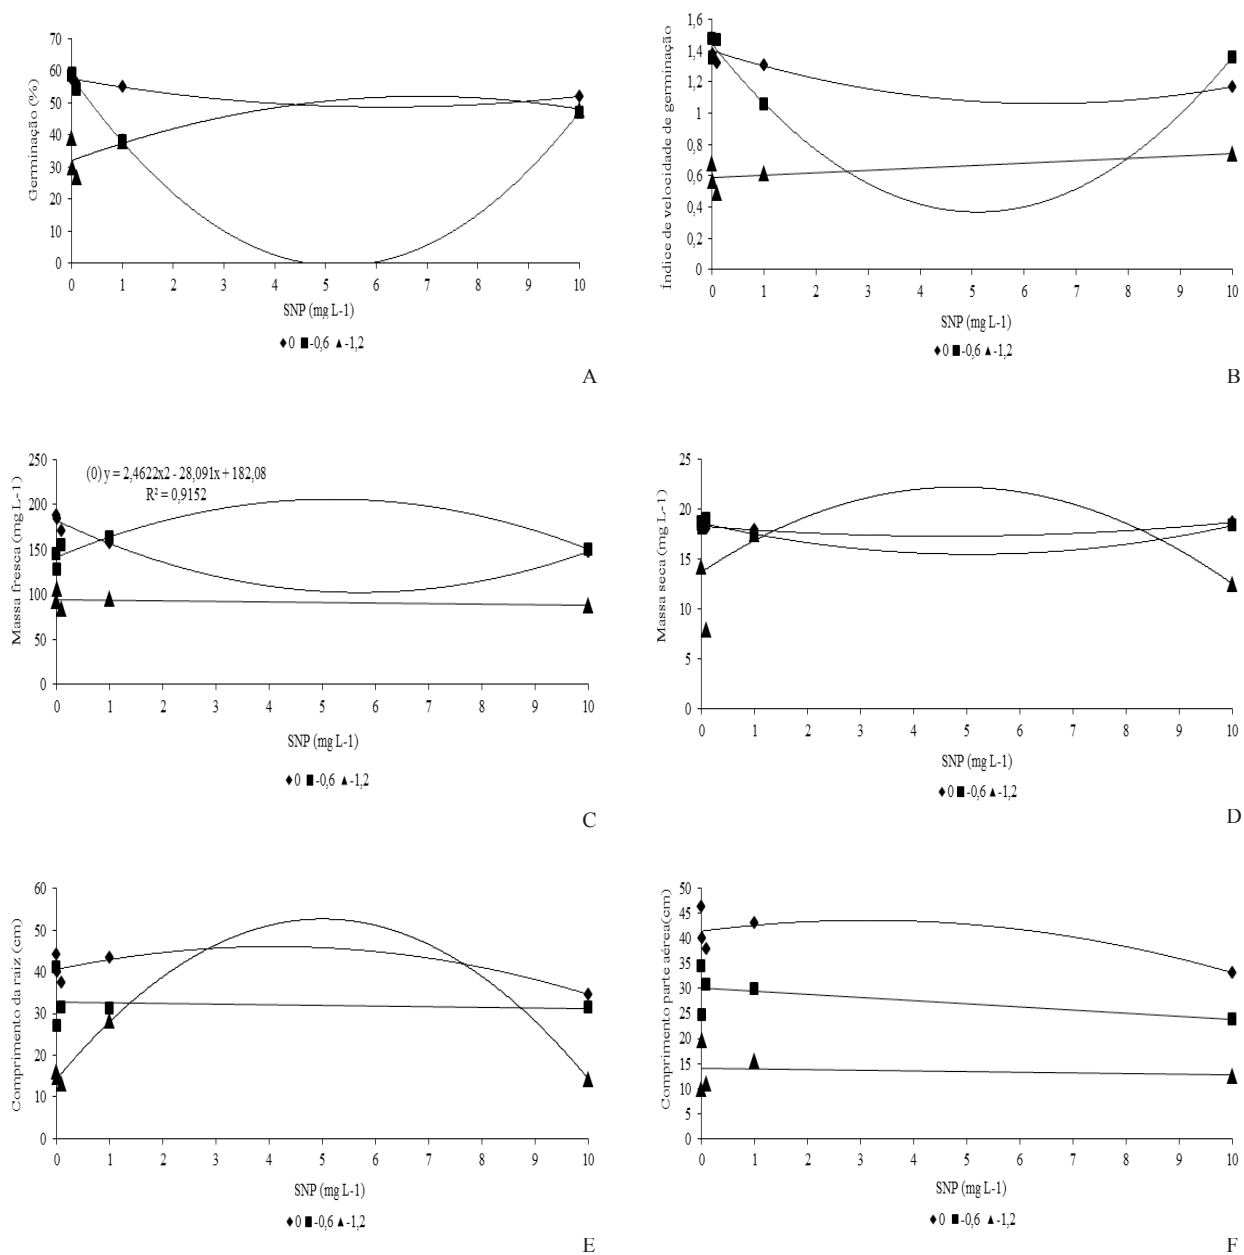 Germinação (%)
70
60
50
40
30
20
10
0
0 1 2 3 4 5 6 7 8 9 10
SNP (mg L-1)
0 -0,6 -1,2
A
Índice de velocidade de germinação
1,6
1,4
1,2
1
0,8
0,6
0,4
0,2
0
0 1 2 3 4 5 6 7 8 9 10
SNP (mg L-1)
0 -0,6 -1,2
B
Massa fresca (mg L-1)
(0) y = 2,4622x2 - 28,091x + 182,08
R² = 0,9152
250
200
150
100
50
0
0 1 2 3 4 5 6 7 8 9 10
SNP (mg L-1)
0 -0,6 -1,2
C
Massa seca (mg L-1)
25
20
15
10
5
0
0 1 2 3 4 5 6 7 8 9 10
SNP (mg L-1)
0 -0,6 -1,2
D
Comprimento da raiz (cm)
60
50
40
30
20
10
0
0 1 2 3 4 5 6 7 8 9 10
SNP (mg L-1)
0 -0,6 -1,2
E
Comprimento parte aérea(cm)
50
45
40
35
30
25
20
15
10
5
0
0 1 2 3 4 5 6 7 8 9 10
SNP (mg L-1)
0 -0,6 -1,2
F